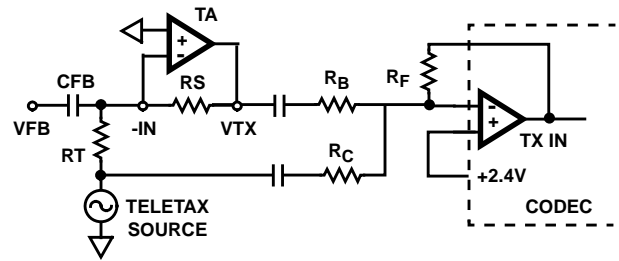 TA
+
-
CFB
RS
RB
RF
VFB
-IN
VTX
-
+
TX IN
RT
RC
+2.4V
TELETAX
SOURCE
CODEC